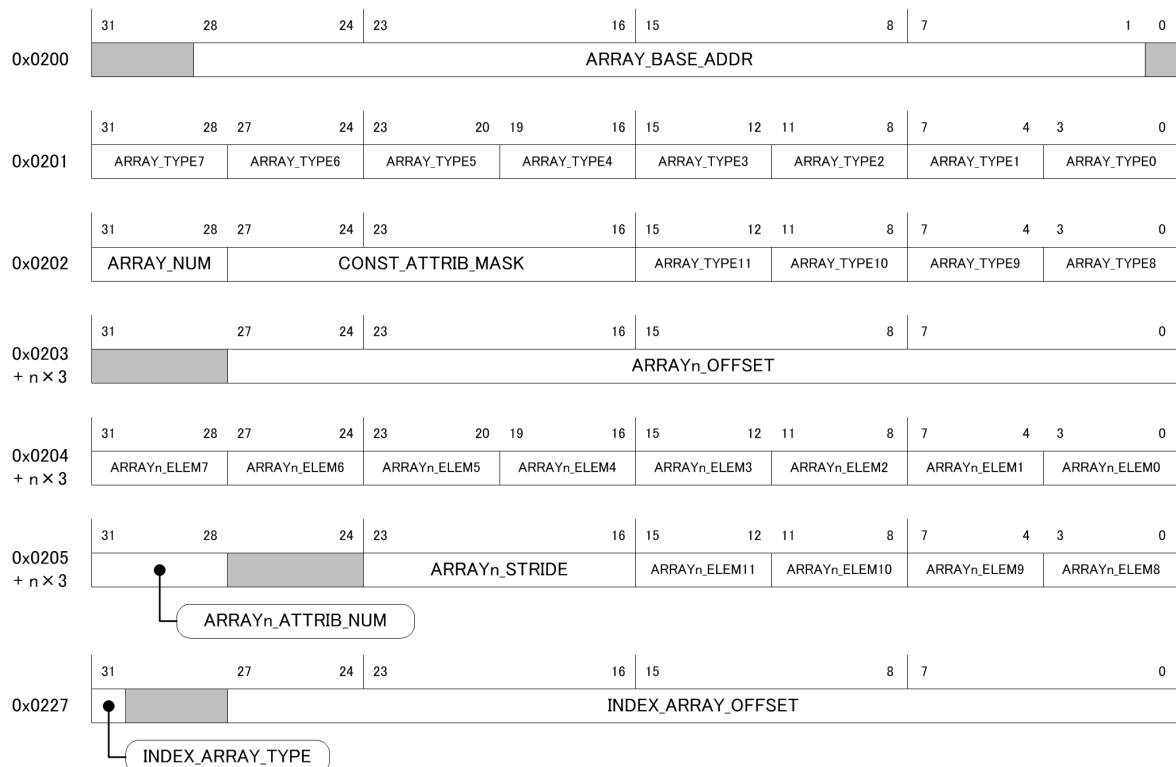 31 28 24 23 16 15 8 7 1 0
0x0200 ARRAY_BASE_ADDR
31 28 27 24 23 20 19 16 15 12 11 8 7 4 3 0
0x0201 ARRAY_TYPE7 ARRAY_TYPE6 ARRAY_TYPE5 ARRAY_TYPE4 ARRAY_TYPE3 ARRAY_TYPE2 ARRAY_TYPE1 ARRAY_TYPE0
31 28 27 24 23 16 15 12 11 8 7 4 3 0
0x0202 ARRAY_NUM CONST_ATTRIB_MASK ARRAY_TYPE11 ARRAY_TYPE10 ARRAY_TYPE9 ARRAY_TYPE8
31 27 24 23 16 15 8 7 0
0x0203
+ n×3
ARRAYn_OFFSET
31 28 27 24 23 20 19 16 15 12 11 8 7 4 3 0
0x0204
+ n×3
ARRAYn_ELEM7 ARRAYn_ELEM6 ARRAYn_ELEM5 ARRAYn_ELEM4 ARRAYn_ELEM3 ARRAYn_ELEM2 ARRAYn_ELEM1 ARRAYn_ELEM0
31 28 24 23 16 15 12 11 8 7 4 3 0
0x0205
+ n×3
ARRAYn_STRIDE ARRAYn_ELEM11 ARRAYn_ELEM10 ARRAYn_ELEM9 ARRAYn_ELEM8
ARRAYn_ATTRIB_NUM
31 27 24 23 16 15 8 7 0
0x0227 INDEX_ARRAY_OFFSET
INDEX_ARRAY_TYPE